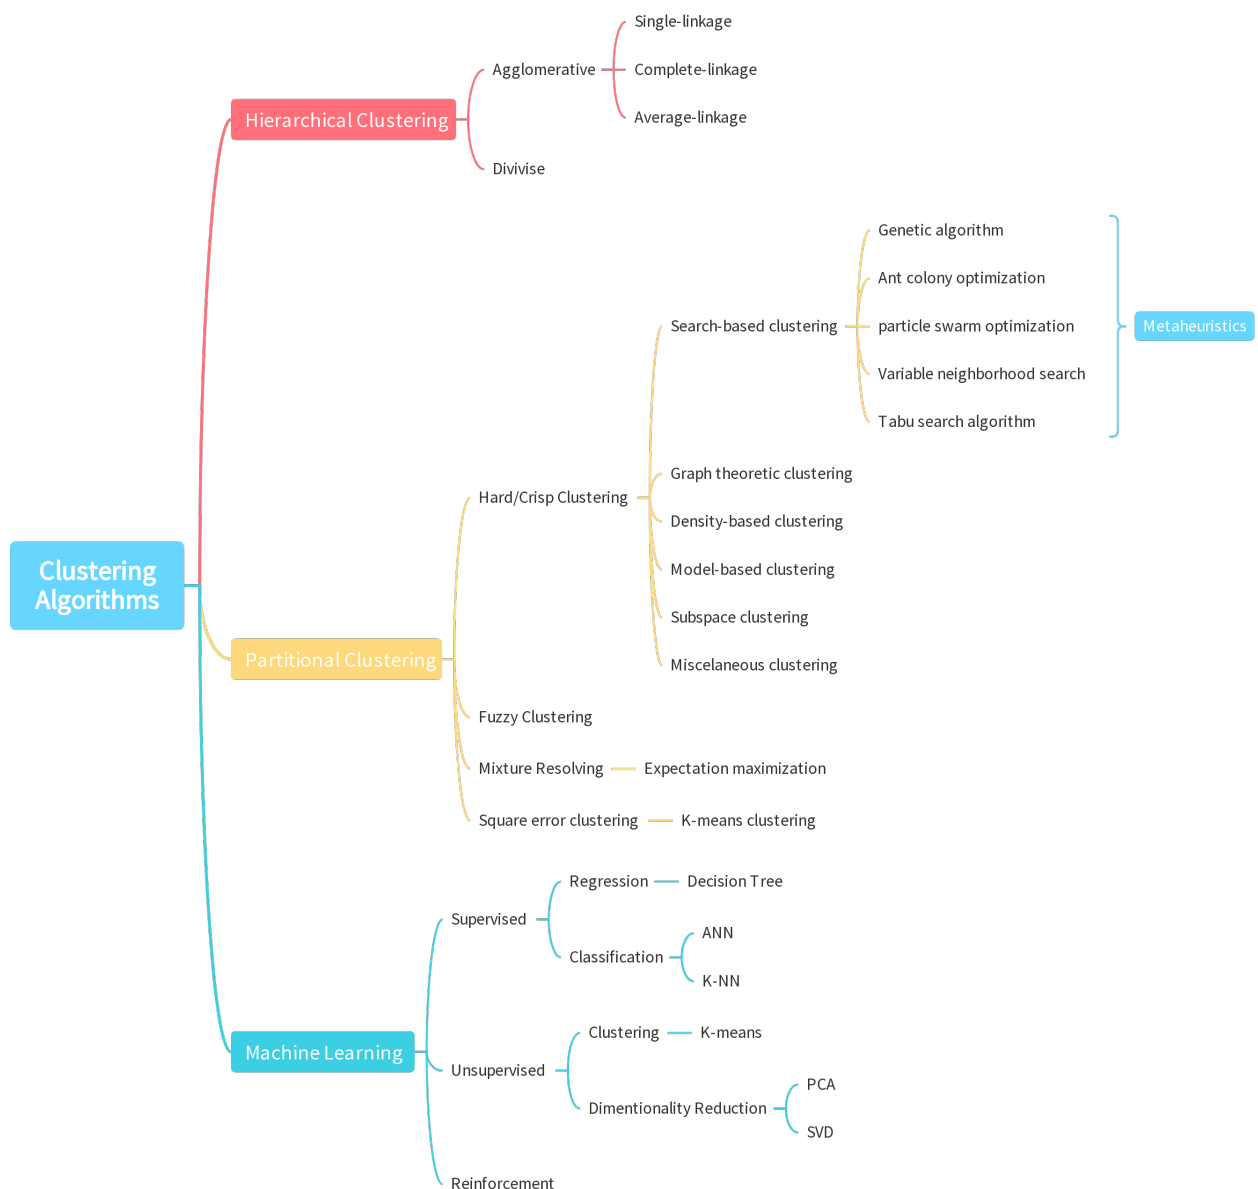 Clustering
Algorithms
Hierarchical Clustering
Agglomerative
Single-linkage
Complete-linkage
Average-linkage
Divivise
Partitional Clustering
Hard/Crisp Clustering
Search-based clustering
Genetic algorithm
Ant colony optimization
particle swarm optimization
Variable neighborhood search
Tabu search algorithm
Metaheuristics
Graph theoretic clustering
Density-based clustering
Model-based clustering
Subspace clustering
Miscelaneous clustering
Fuzzy Clustering
Mixture Resolving
Expectation maximization
Square error clustering
K-means clustering
Machine Learning
Supervised
Regression
Decision Tree
Classification
ANN
K-NN
Unsupervised
Clustering
K-means
Dimentionality Reduction
PCA
SVD
Reinforcement